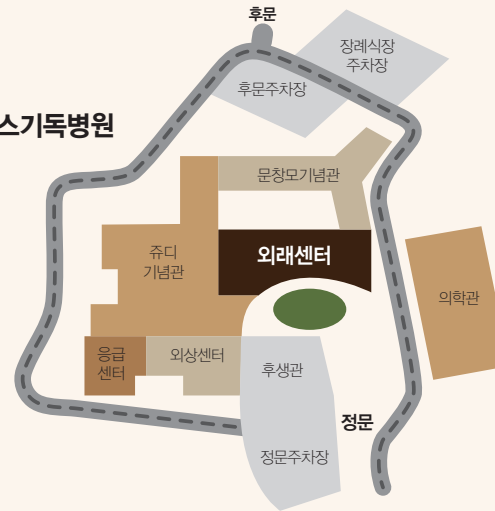 후문
장례식장
주차장
후문주차장
스기독병원
문창모기념관
외래센터
쥬디
기념관
의학관
응급
센터
외상센터
후생관
정문
정문주차장